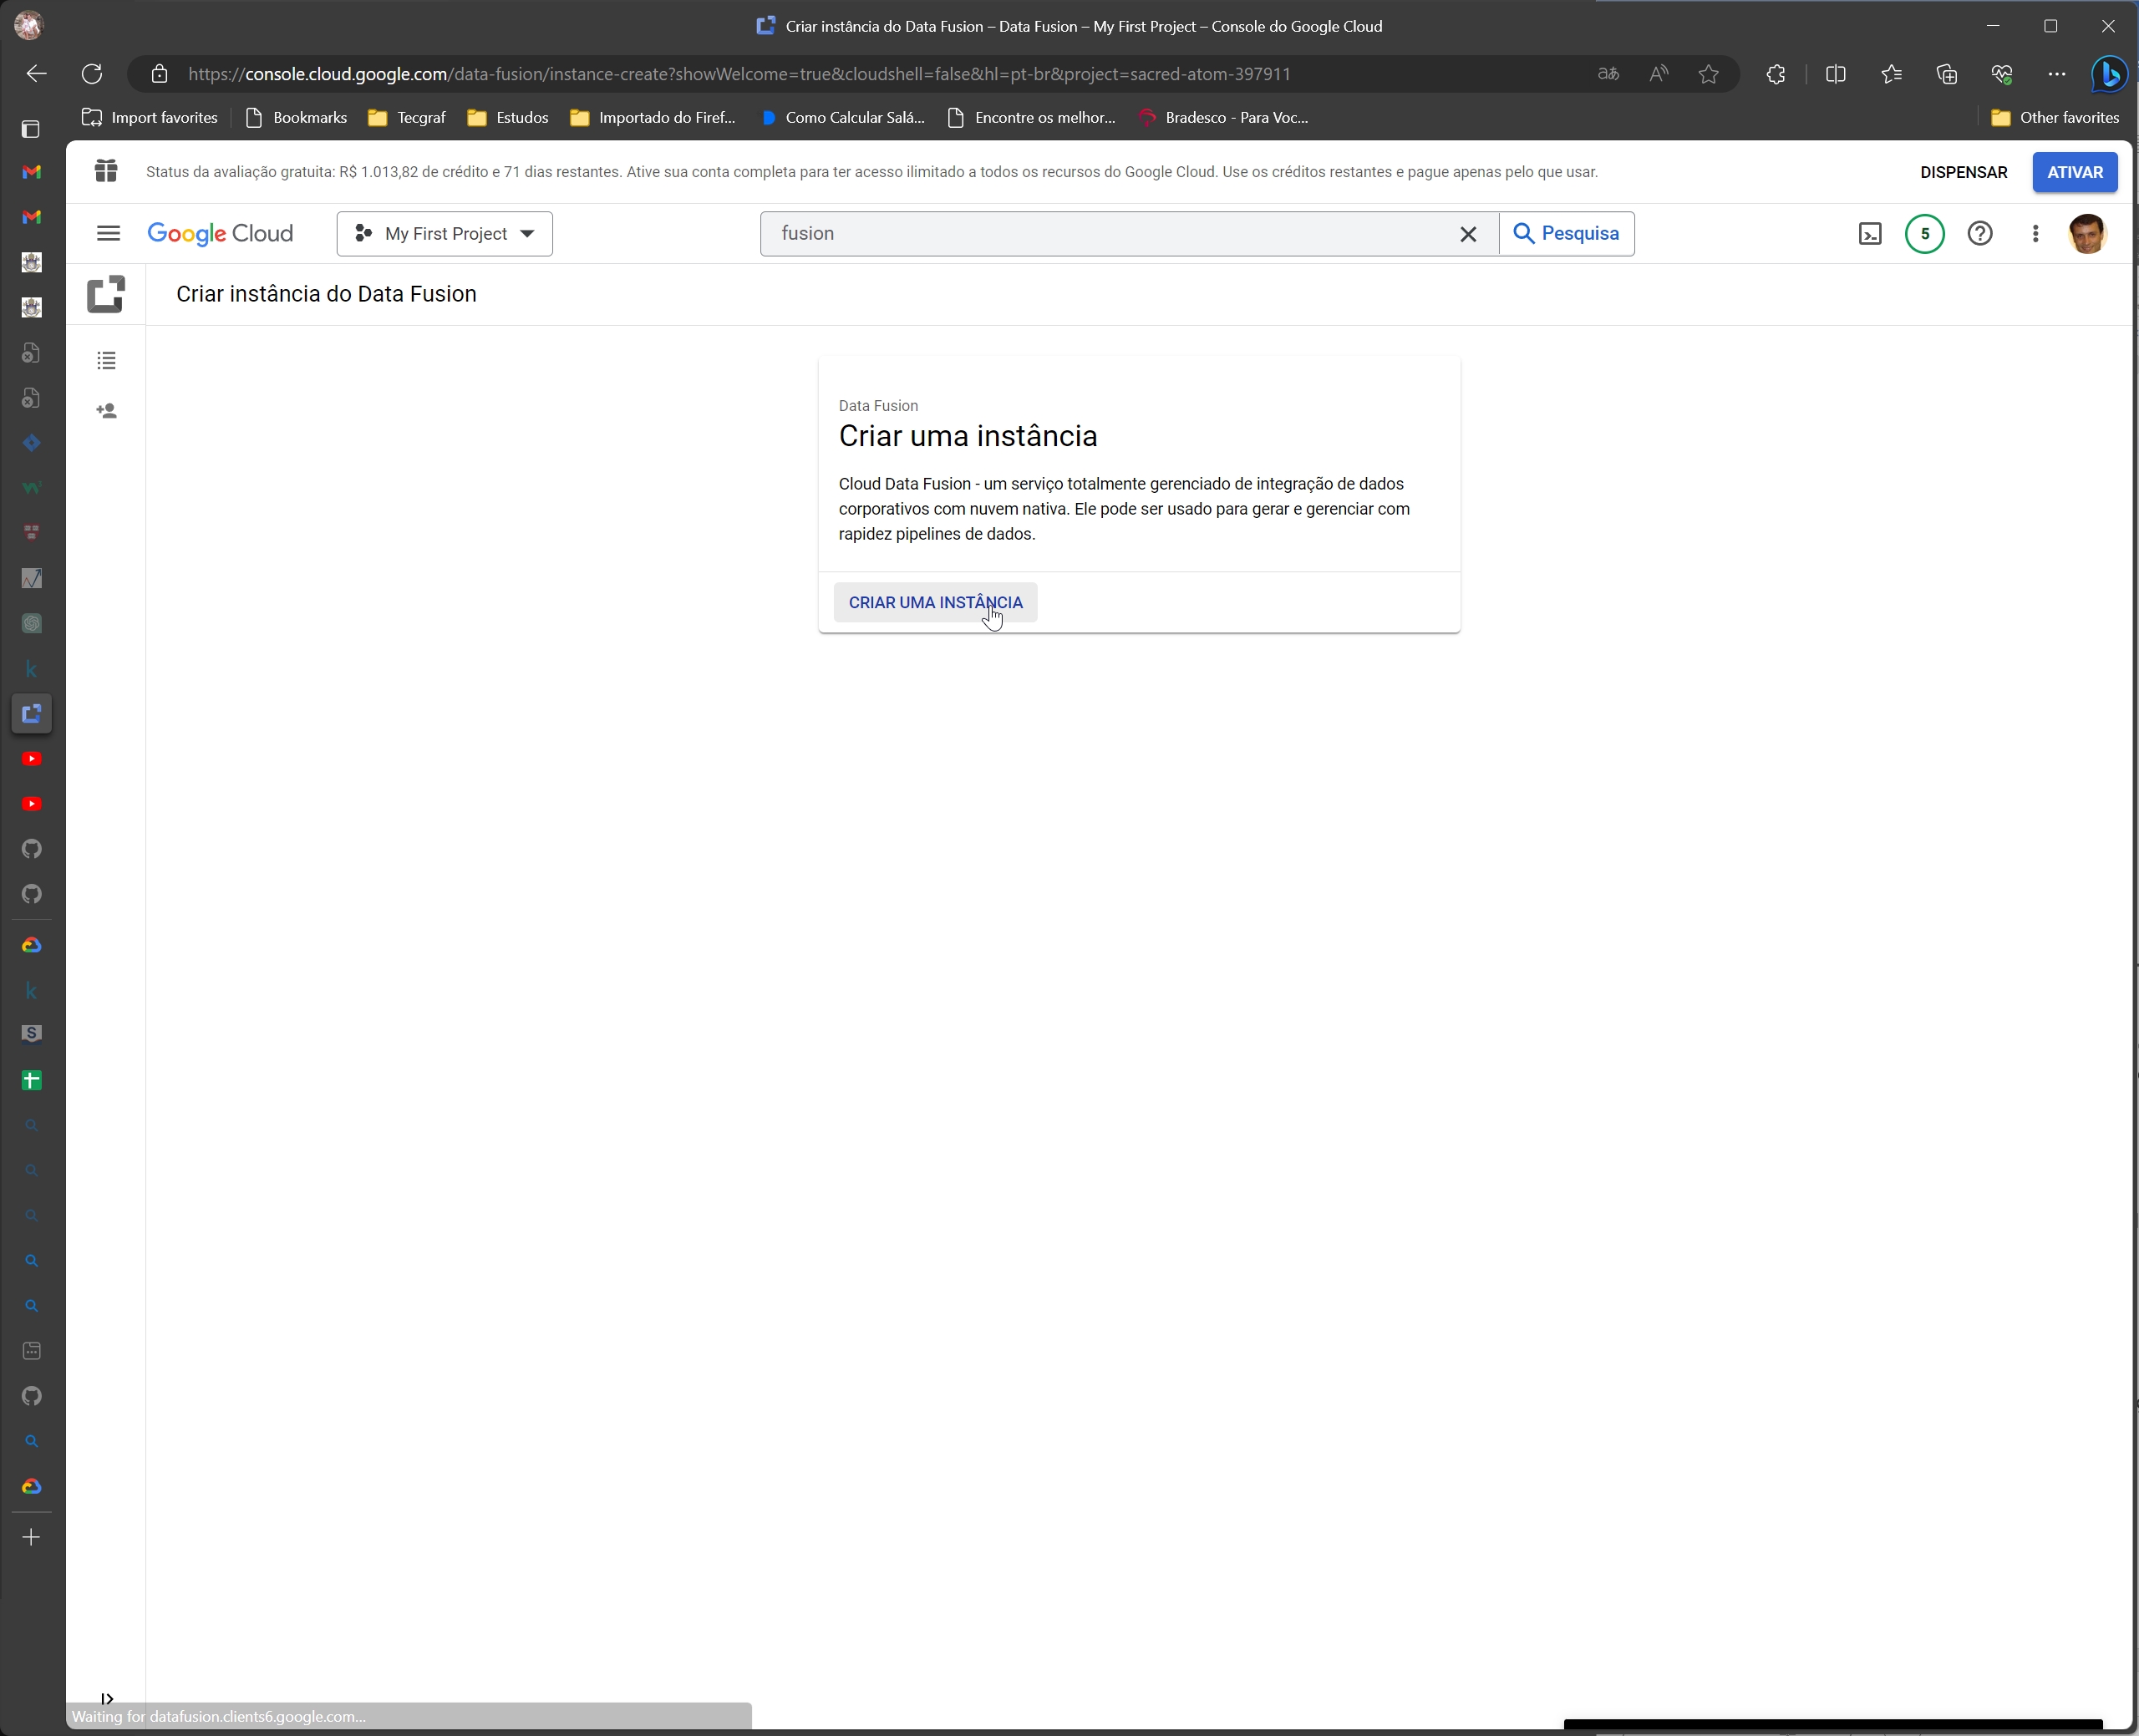 Criar instância do Data Fusion – Data Fusion – My First Project – Console do Google Cloud
https://console.cloud.google.com/data-fusion/instance-create?showWelcome=true&cloudshell=false&hl=pt-br&project=sacred-atom-397911
Import favorites Bookmarks Tecgraf Estudos Importado do Firef... Como Calcular Salá... Encontre os melhor... Bradesco - Para Voc... Other favorites
Status da avaliação gratuita: R$ 1.013,82 de crédito e 71 dias restantes. Ative sua conta completa para ter acesso ilimitado a todos os recursos do Google Cloud. Use os créditos restantes e pague apenas pelo que usar. DISPENSAR ATIVAR
Google Cloud My First Project fusion Pesquisa 5
Criar instância do Data Fusion
Data Fusion
Criar uma instância
Cloud Data Fusion - um serviço totalmente gerenciado de integração de dados
corporativos com nuvem nativa. Ele pode ser usado para gerar e gerenciar com
rapidez pipelines de dados.
CRIAR UMA INSTÂNCIA
Waiting for datafusion.clients6.google.com...